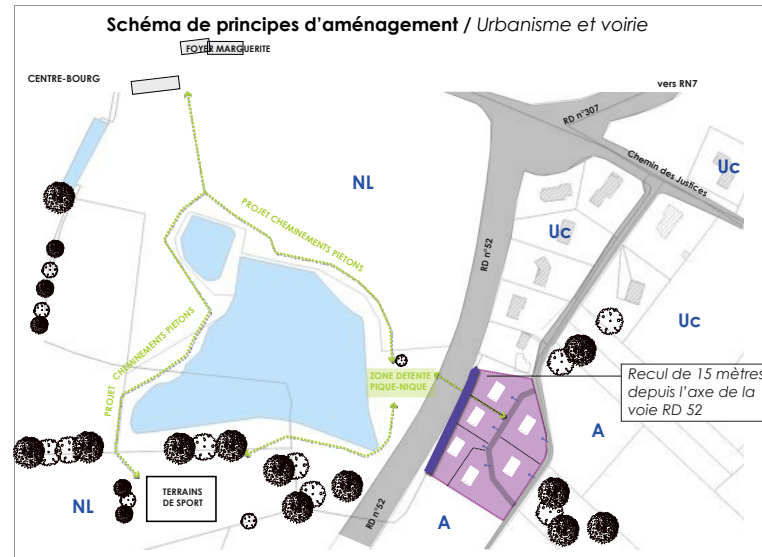 Schéma de principes d'aménagement / Urbanisme et voirie
FOYER MARGUERITE
CENTRE-BOURG
vers RN7
RD n°307
Chemin des Justices
Uc
NL
PROJET CHEMINEMENTS PIETONS
Uc
RD n°52
Uc
PROJET CHEMINEMENTS PIETONS
ZONE DETENTE
PIQUE-NIQUE
Recul de 15 mètres
depuis l'axe de la
voie RD 52
A
TERRAINS
DE SPORT
NL
RD n°52
A